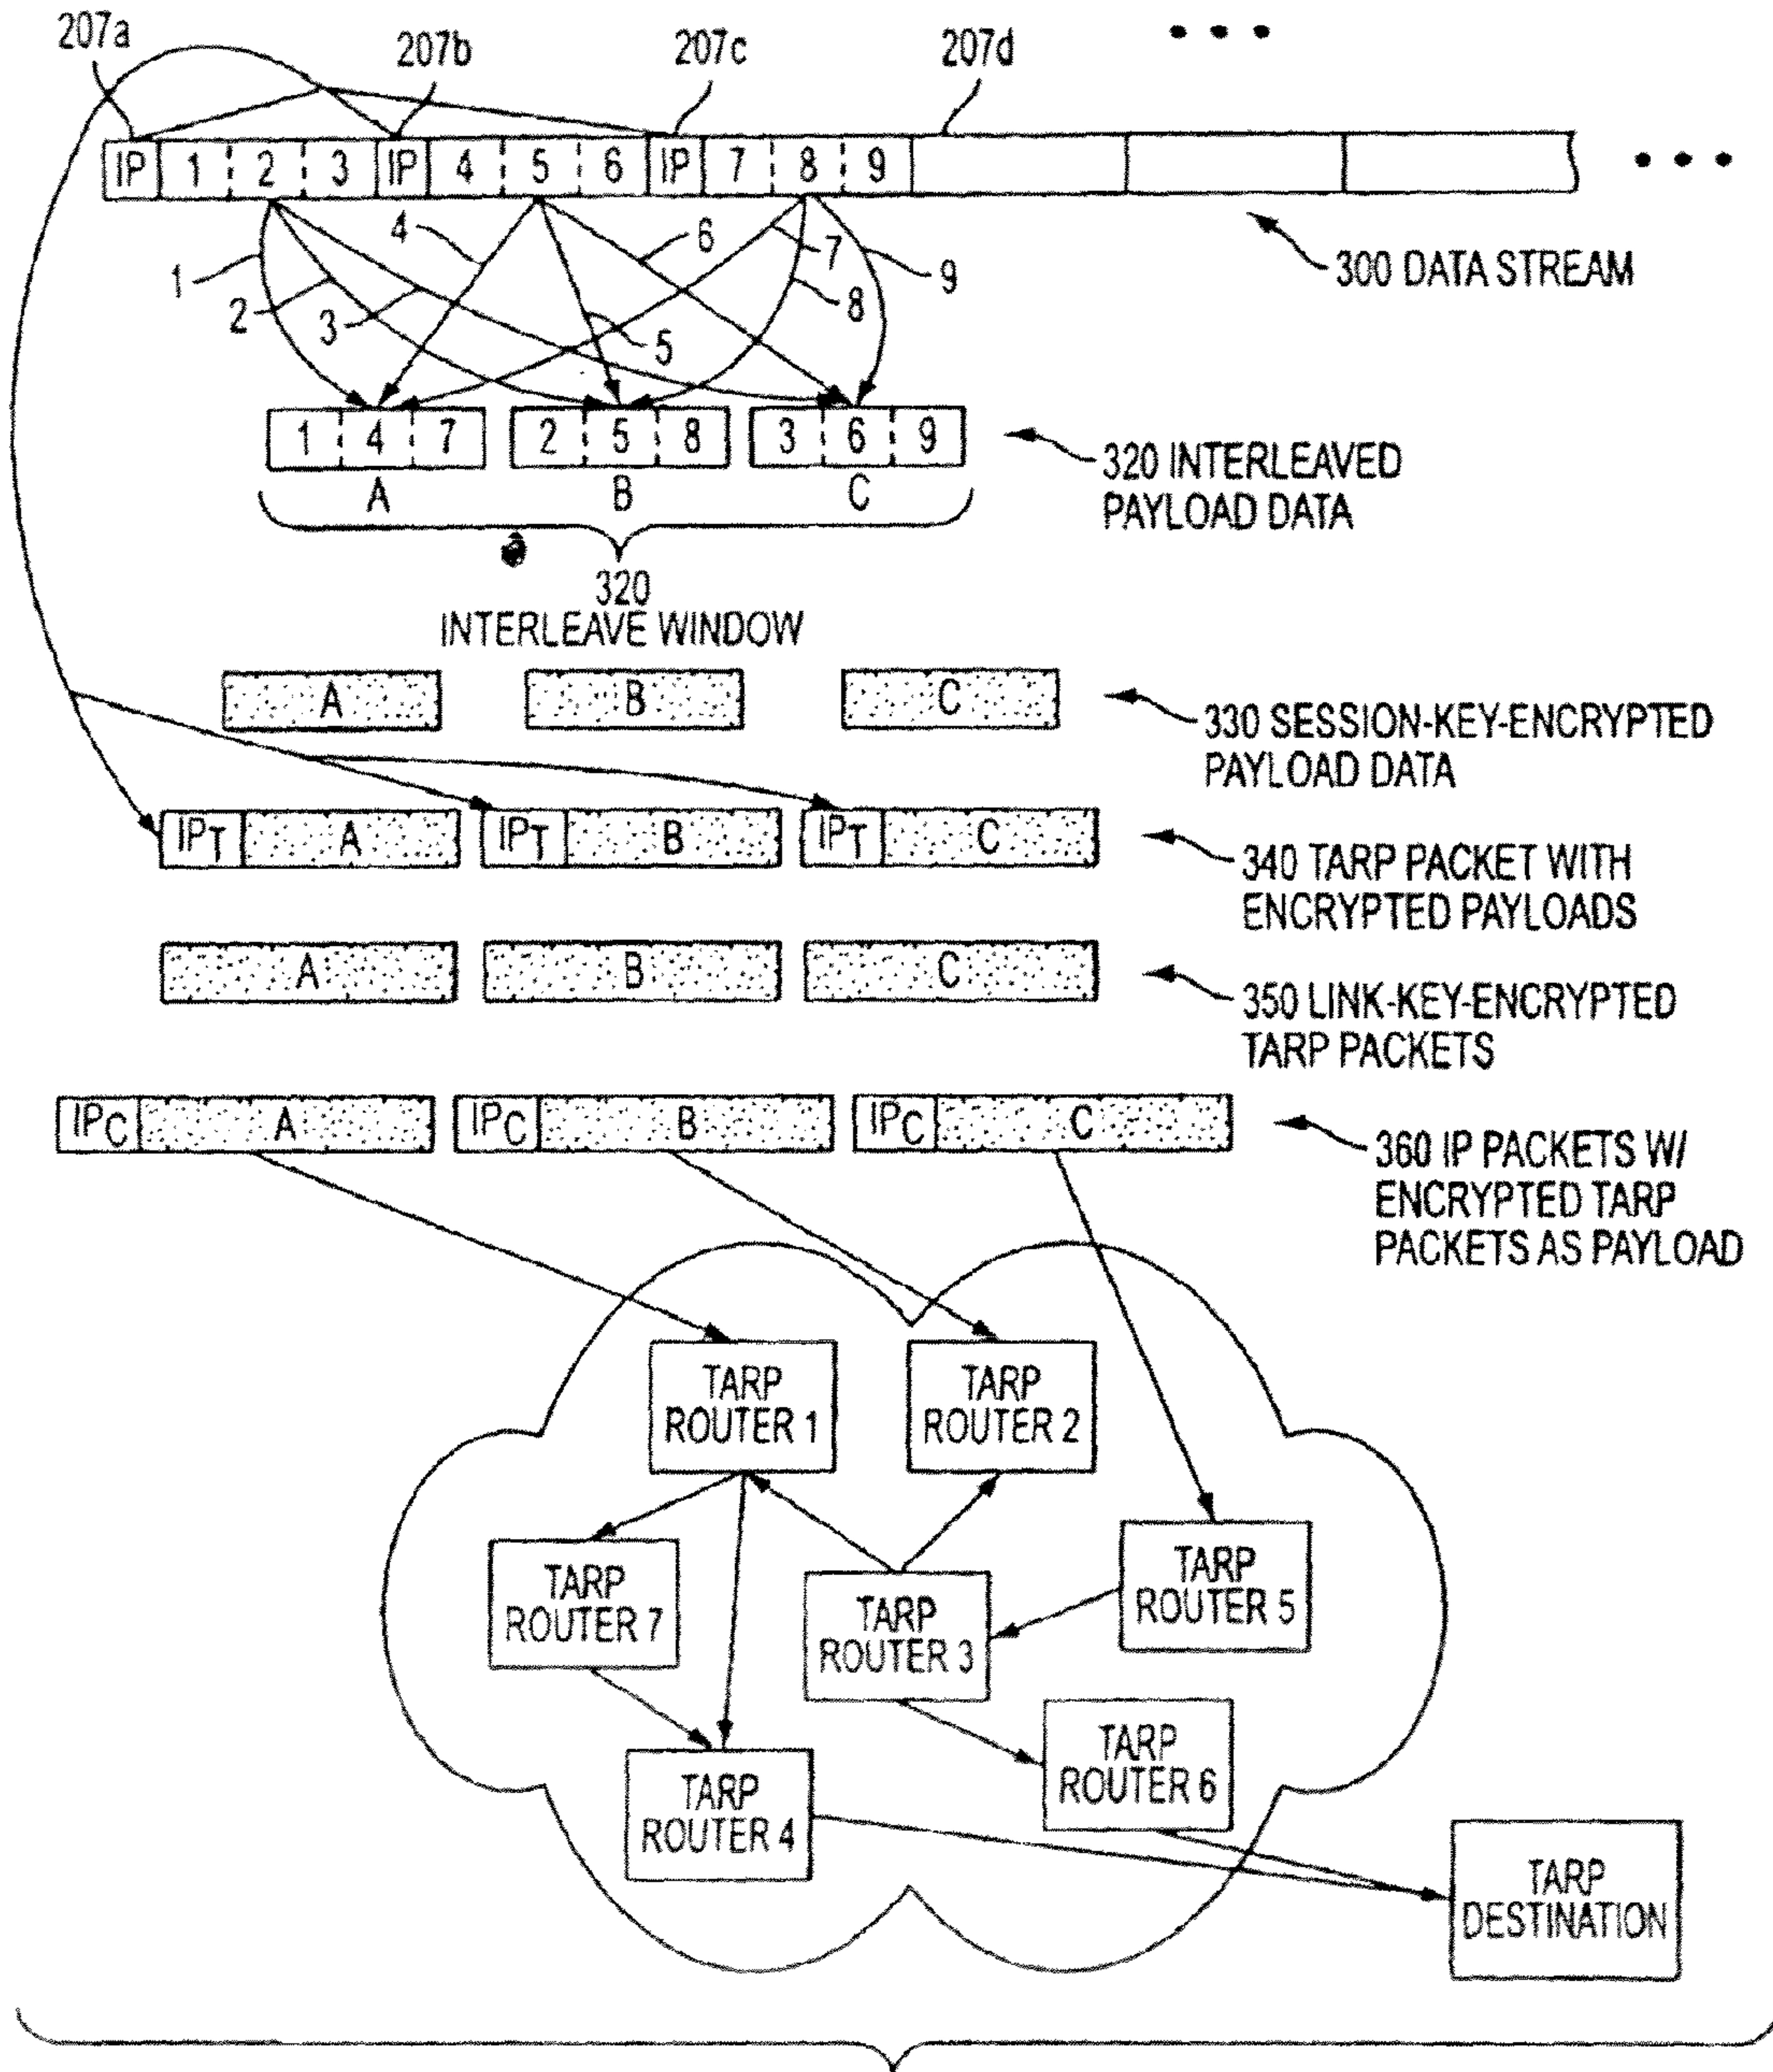 207a 207b 207c 207d
IP 1 2 3 IP 4 5 6 IP 7 8 9
300 DATA STREAM
1 2 3 4 5 6 7 8 9
1 4 7 2 5 8 3 6 9
A B C
320 INTERLEAVED
PAYLOAD DATA
320
INTERLEAVE WINDOW
A B C
330 SESSION-KEY-ENCRYPTED
PAYLOAD DATA
IPT A IPT B IPT C
340 TARP PACKET WITH
ENCRYPTED PAYLOADS
A B C
350 LINK-KEY-ENCRYPTED
TARP PACKETS
IPC A IPC B IPC C
360 IP PACKETS W/
ENCRYPTED TARP
PACKETS AS PAYLOAD
TARP
ROUTER 1
TARP
ROUTER 2
TARP
ROUTER 7
TARP
ROUTER 3
TARP
ROUTER 5
TARP
ROUTER 4
TARP
ROUTER 6
TARP
DESTINATION